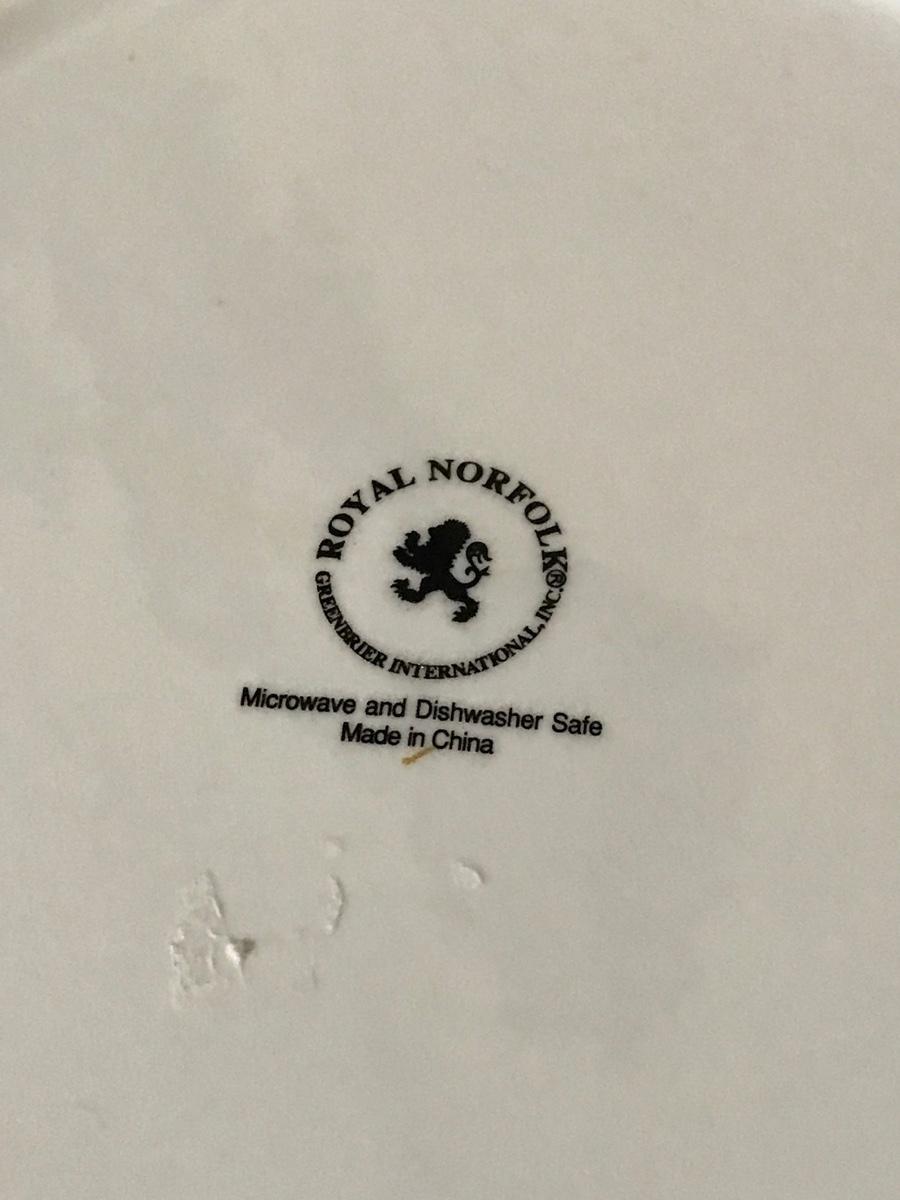 ROYAL NORFOLK®
GREENBRIER INTERNATIONAL, INC.
Microwave and Dishwasher Safe
Made in China